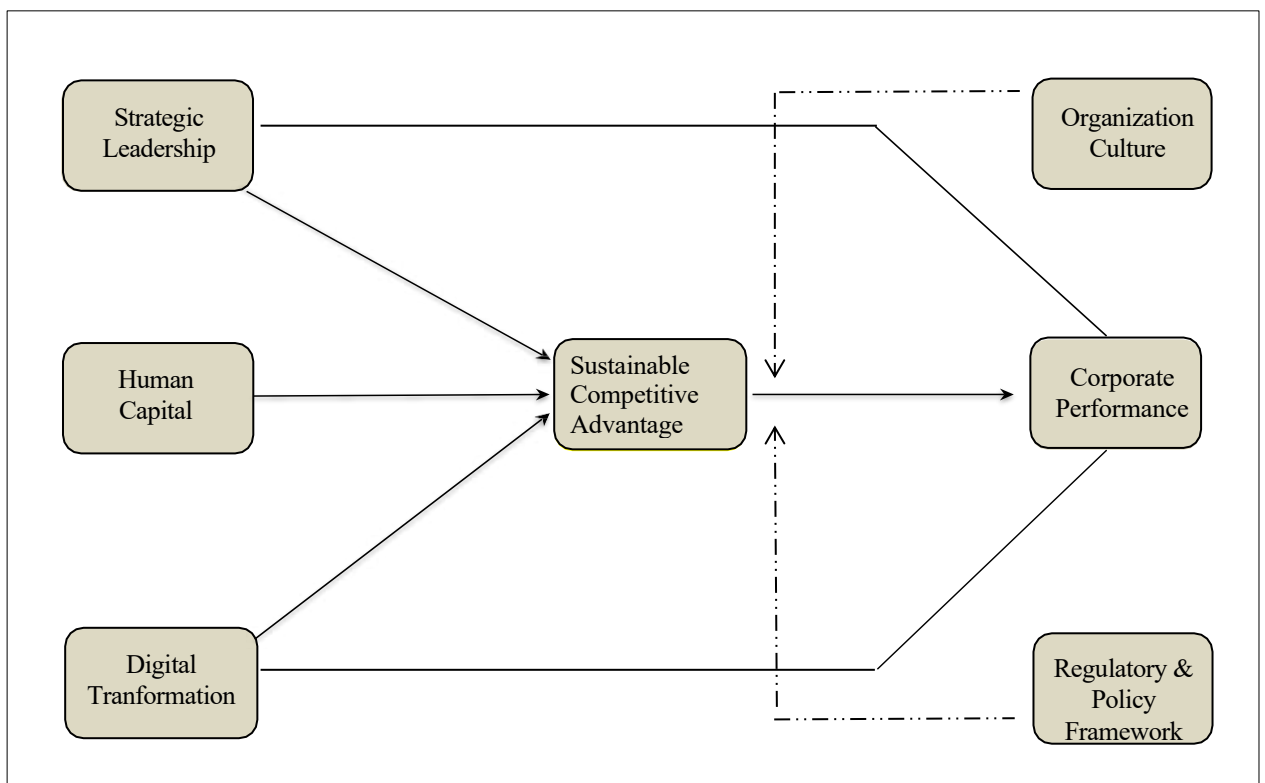 Strategic
Leadership
Organization
Culture
Human
Capital
Sustainable
Competitive
Advantage
Corporate
Performance
Digital
Tranformation
Regulatory &
Policy
Framework